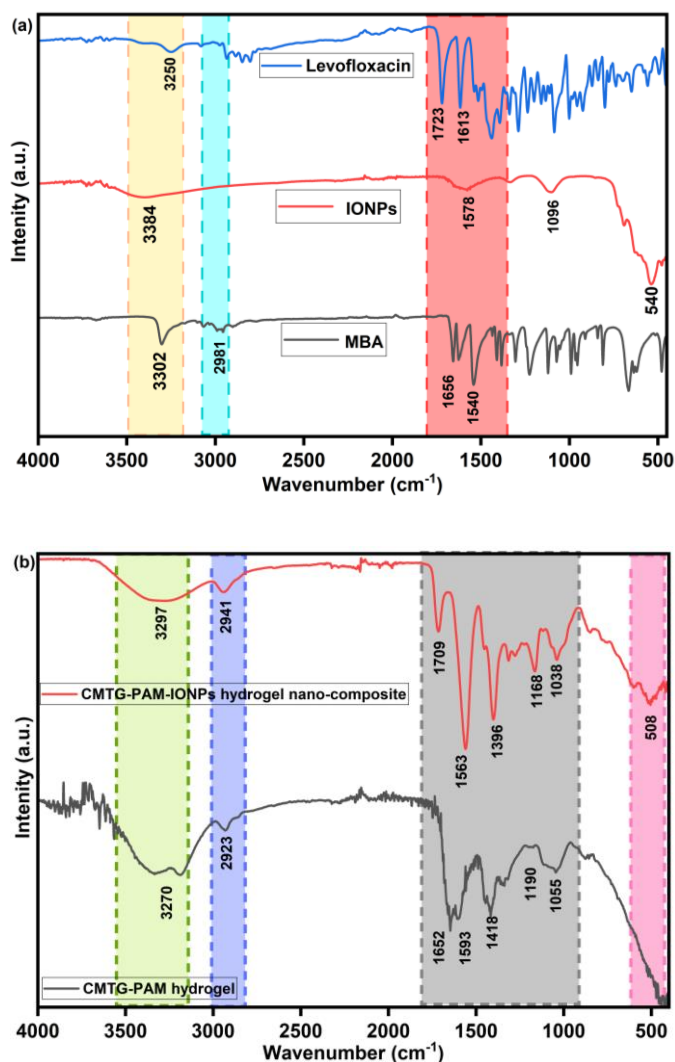 (a)
Intenity (a.u.)
Levofloxacin
3250
1723
1613
IONPs
3384
1578
1096
540
MBA
3302
2981
1656
1540
4000 3500 3000 2500 2000 1500 1000 500
Wavenumber (cm⁻¹)
(b)
Intenity (a.u.)
3297
2941
1709
1563
1396
1168
1038
508
CMTG-PAM-IONPs hydrogel nano-composite
3270
2923
1652
1593
1418
1190
1055
CMTG-PAM hydrogel
4000 3500 3000 2500 2000 1500 1000 500
Wavenumber (cm⁻¹)